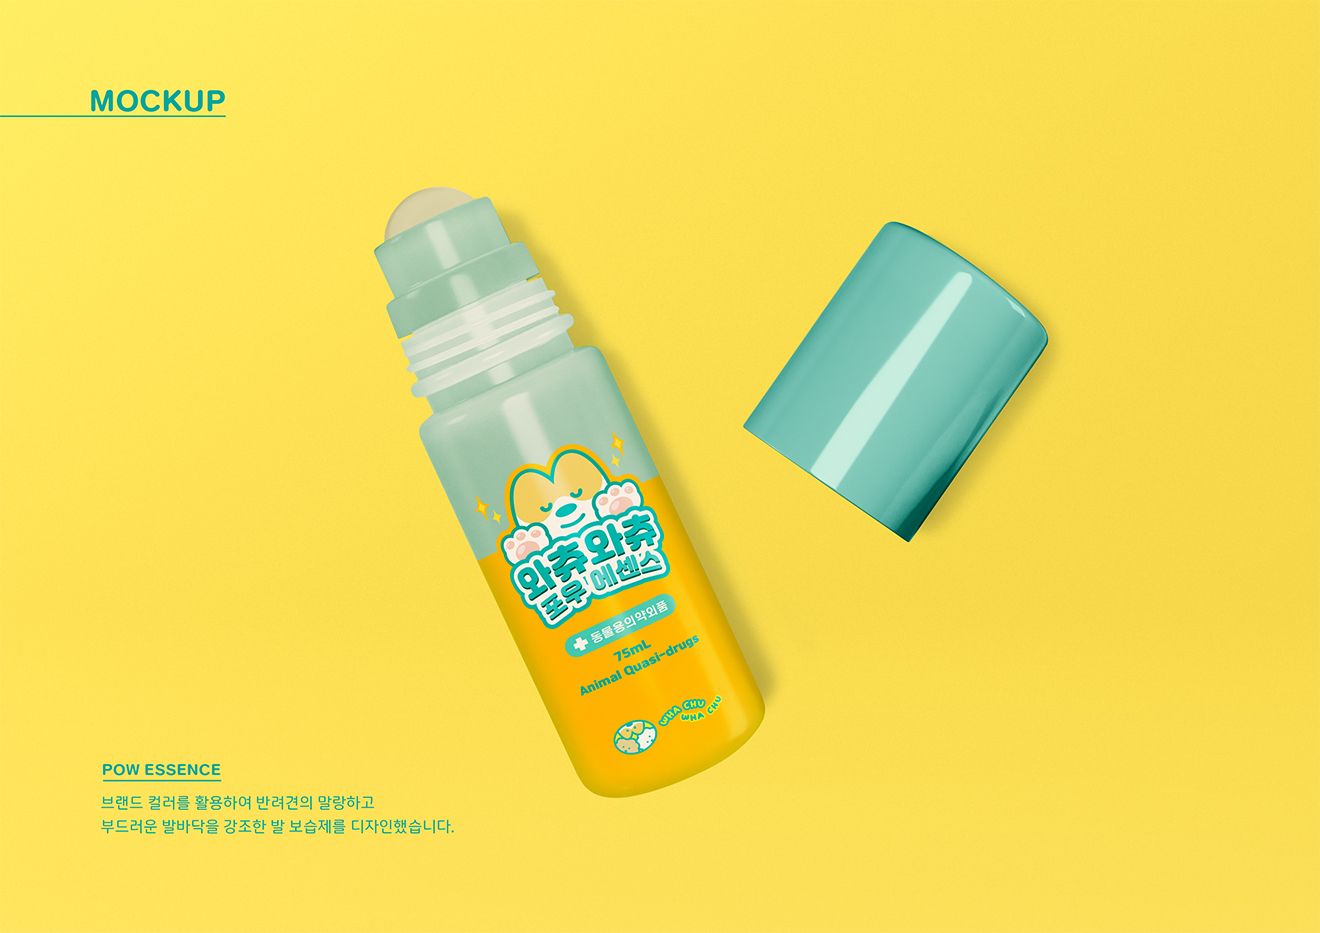 MOCKUP
와츄와츄
포우 에센스
동물용의약외품
75mL
Animal Quasi-drugs
WHA CHU
WHA CHU
POW ESSENCE
브랜드 컬러를 활용하여 반려견의 말랑하고
부드러운 발바닥을 강조한 발 보습제를 디자인했습니다.